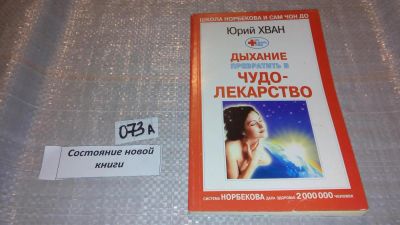 ШКОЛА НОРБЕКОВА И САМ ЧОН ДО
Юрий ХВАН
ДЫХАНИЕ
ПРЕВРАТИТЬ В
ЧУДО-
ЛЕКАРСТВО
СИСТЕМА НОРБЕКОВА ДАЛА ЗДОРОВЬЕ 2 000 000 ЧЕЛОВЕК
073А
Состояние новой
книги